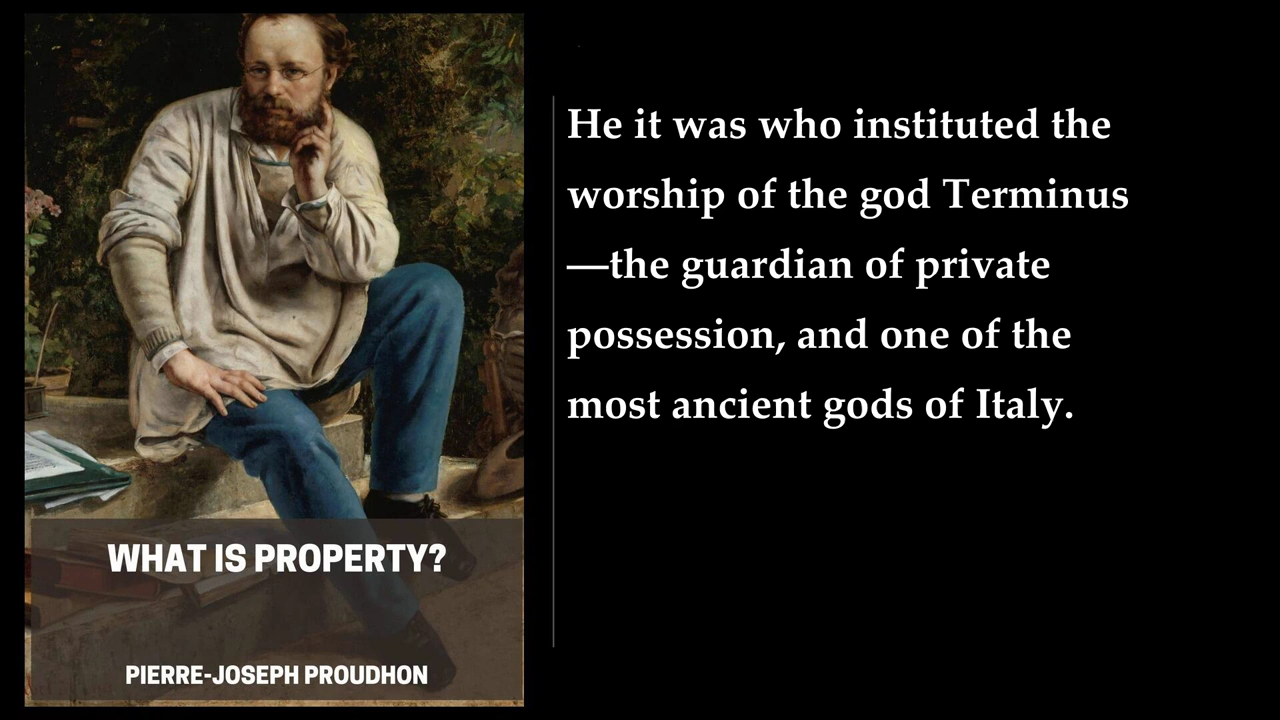 He it was who instituted the
worship of the god Terminus
—the guardian of private
possession, and one of the
most ancient gods of Italy.
WHAT IS PROPERTY?
PIERRE-JOSEPH PROUDHON